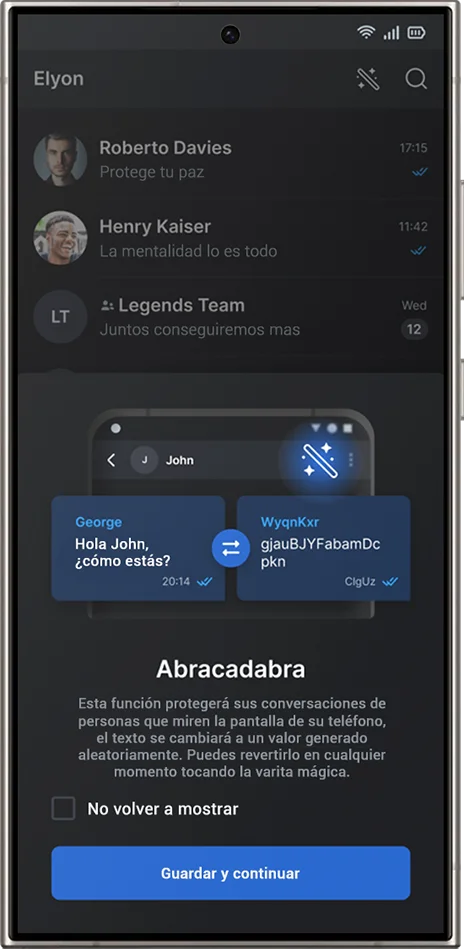 Elyon
Roberto Davies
17:15
Protege tu paz
Henry Kaiser
11:42
La mentalidad lo es todo
LT
Legends Team
Wed
Juntos conseguiremos mas
12
J
John
George
Hola John,
¿cómo estás?
20:14
WyqnKxr
gjauBJYFabamDc
pkn
CIgUz
Abracadabra
Esta función protegerá sus conversaciones de
personas que miren la pantalla de su teléfono,
el texto se cambiará a un valor generado
aleatoriamente. Puedes revertirlo en cualquier
momento tocando la varita mágica.
No volver a mostrar
Guardar y continuar